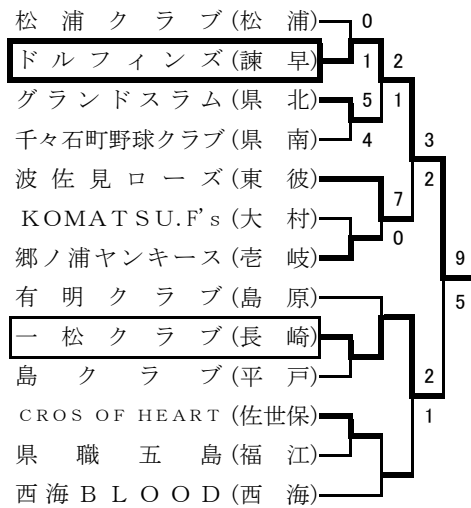 松浦クラブ(松浦)
ドルフィンズ(諫早)
グランドスラム(県北)
千々石町野球クラブ(県南)
波佐見ローズ(東彼)
KOMATSU.F's(大村)
郷ノ浦ヤンキース(壱岐)
有明クラブ(島原)
一松クラブ(長崎)
島クラブ(平戸)
CROS OF HEART(佐世保)
県職五島(福江)
西海BLOOD(西海)
0
1
5
4
2
1
7
0
3
2
2
1
9
5